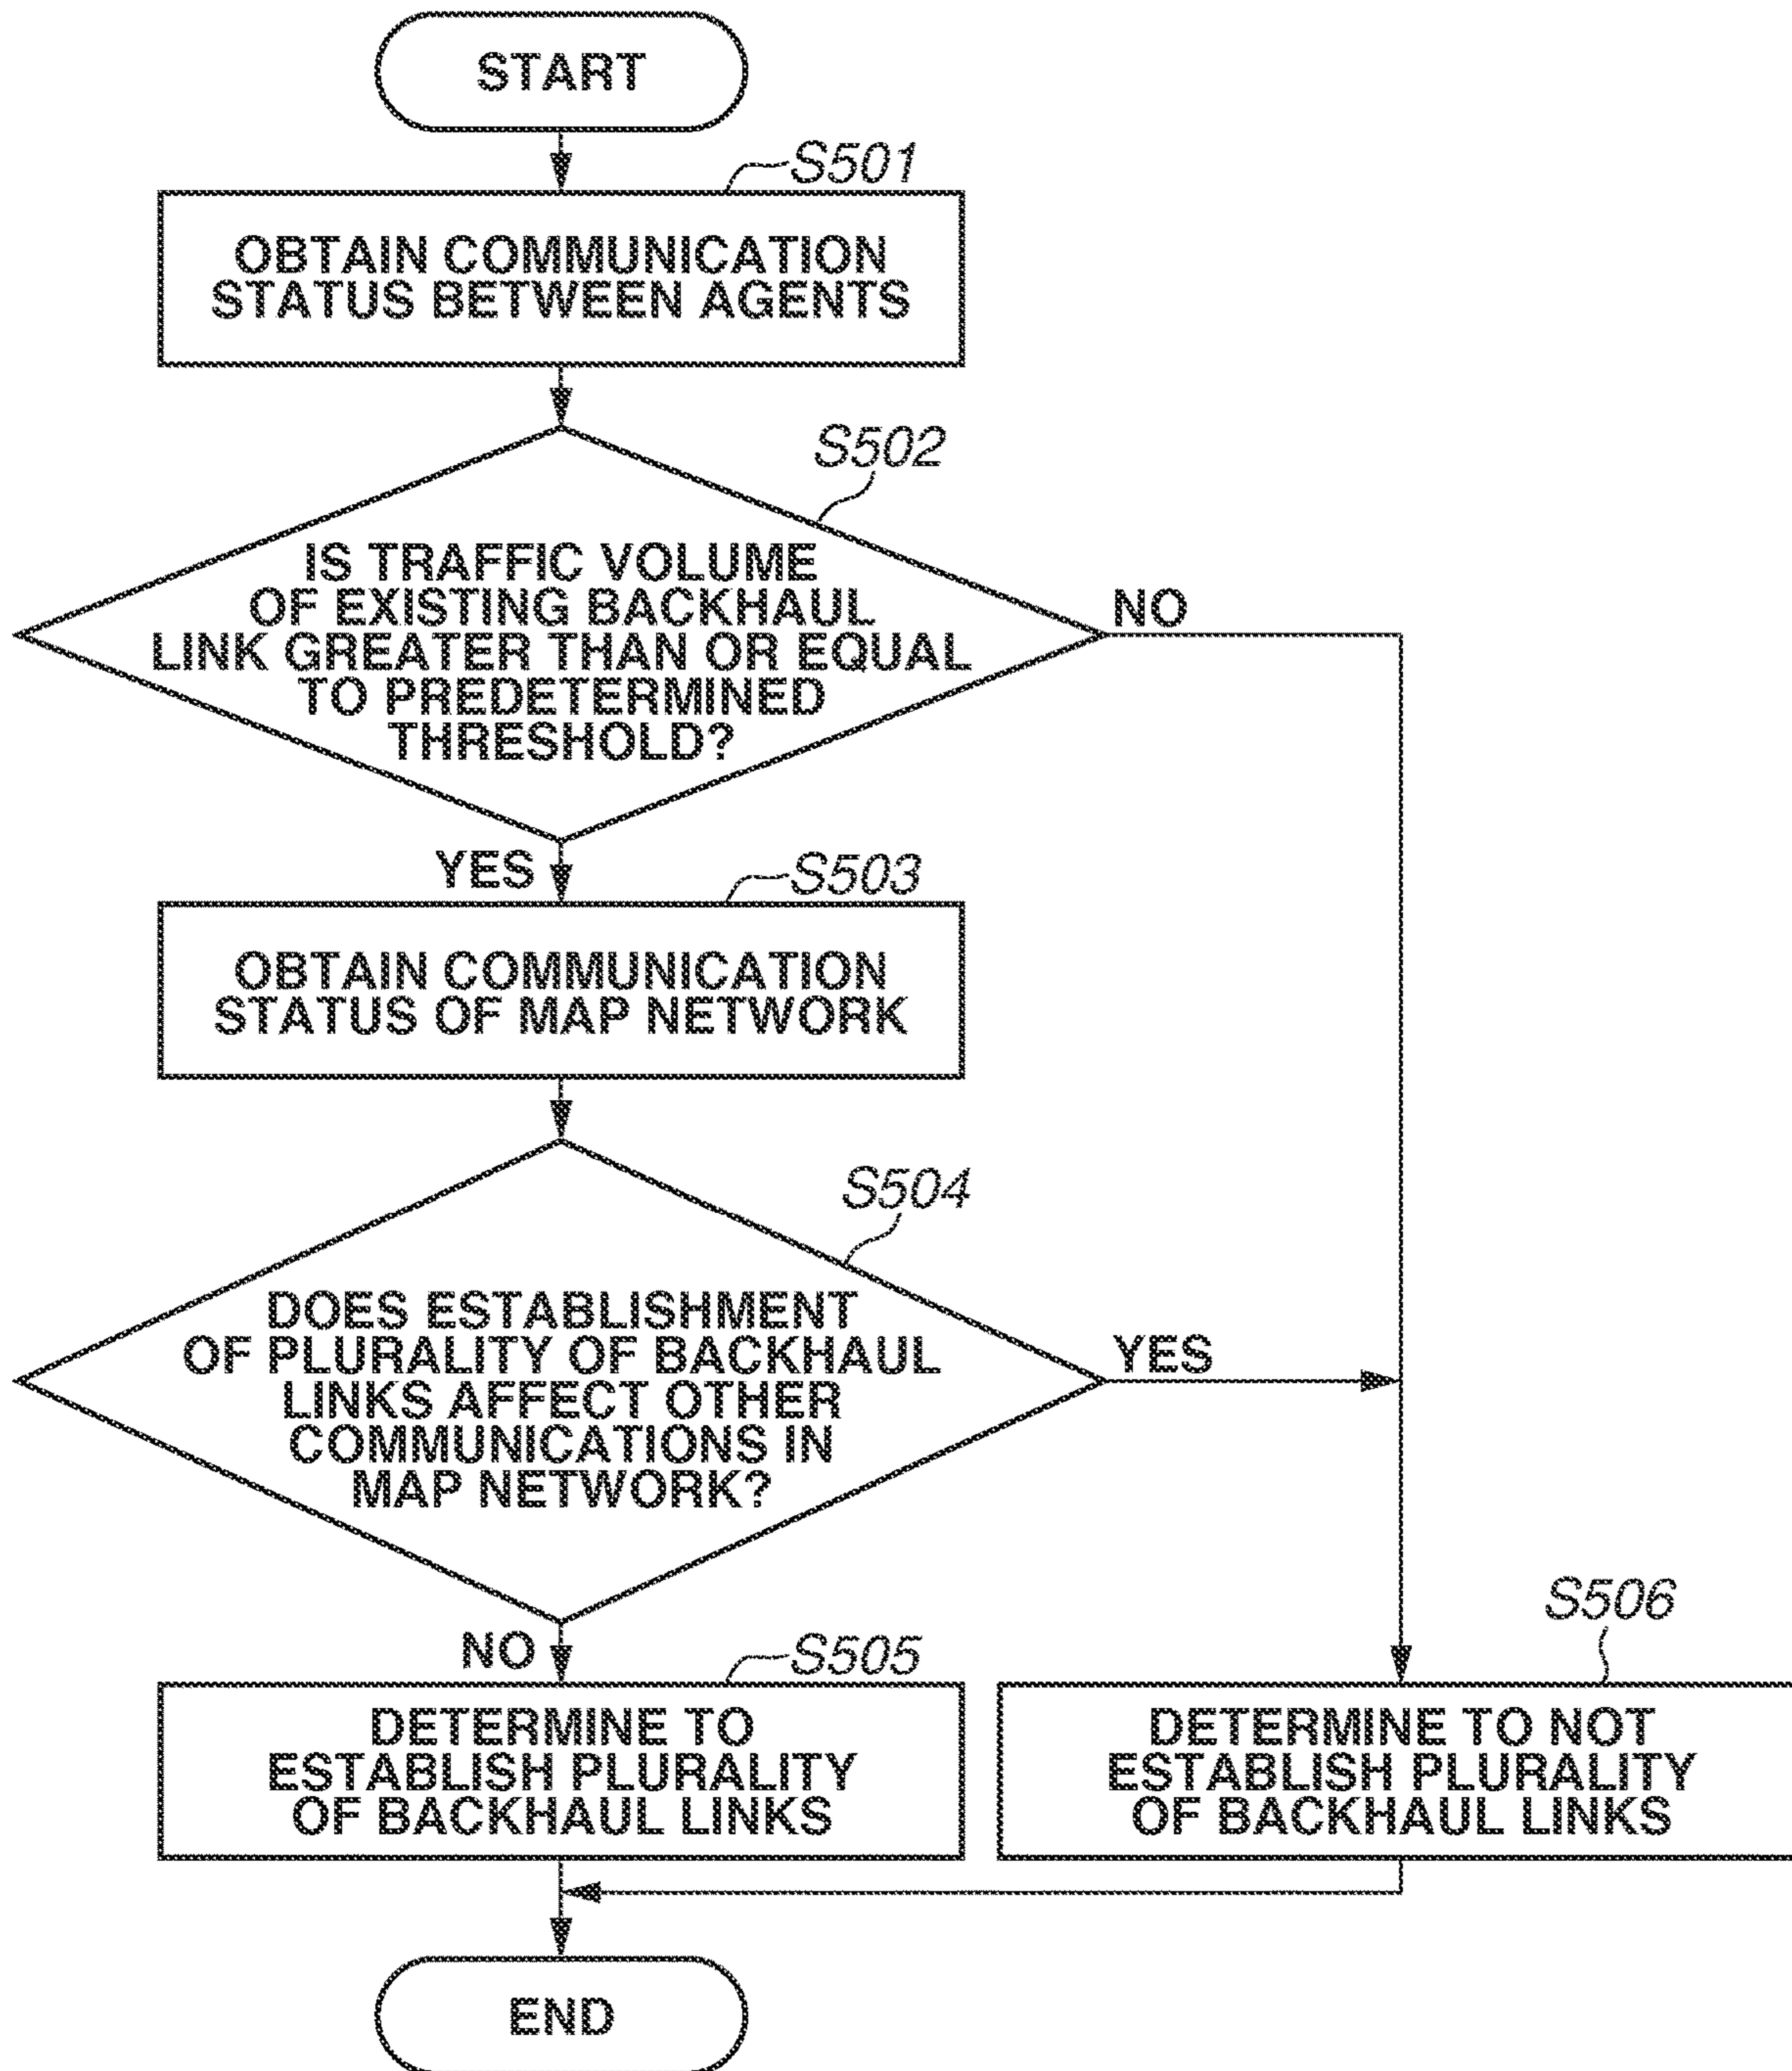 START
S501
OBTAIN COMMUNICATION
STATUS BETWEEN AGENTS
S502
IS TRAFFIC VOLUME
OF EXISTING BACKHAUL
LINK GREATER THAN OR EQUAL
TO PREDETERMINED
THRESHOLD?
NO
YES
S503
OBTAIN COMMUNICATION
STATUS OF MAP NETWORK
S504
DOES ESTABLISHMENT
OF PLURALITY OF BACKHAUL
LINKS AFFECT OTHER
COMMUNICATIONS IN
MAP NETWORK?
YES
NO
S505
DETERMINE TO
ESTABLISH PLURALITY
OF BACKHAUL LINKS
S506
DETERMINE TO NOT
ESTABLISH PLURALITY
OF BACKHAUL LINKS
END